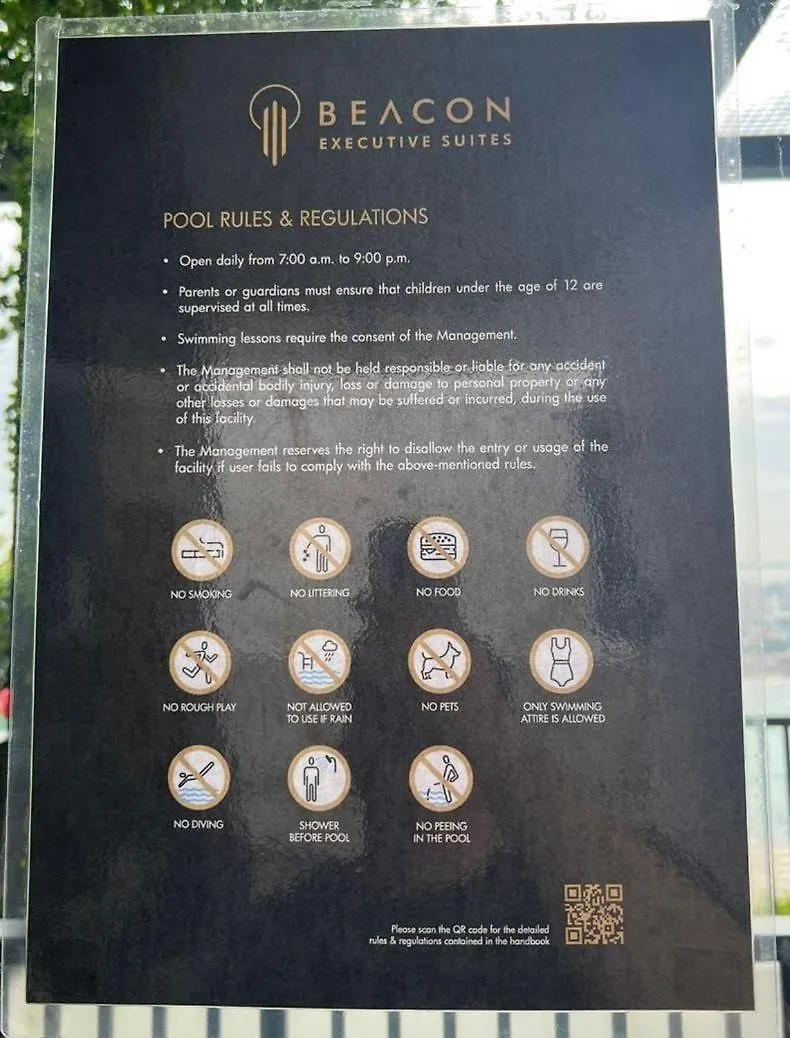 BEACON
EXECUTIVE SUITES
POOL RULES & REGULATIONS
• Open daily from 7:00 a.m. to 9:00 p.m.
• Parents or guardians must ensure that children under the age of 12 are
supervised at all times.
• Swimming lessons require the consent of the Management.
• The Management shall not be held responsible or liable for any accident
or accidental bodily injury, loss or damage to personal property or any
other losses or damages that may be suffered or incurred, during the use
of this facility.
• The Management reserves the right to disallow the entry or usage of the
facility if user fails to comply with the above-mentioned rules.
NO SMOKING
NO LITTERING
NO FOOD
NO DRINKS
NO ROUGH PLAY
NOT ALLOWED
TO USE IF RAIN
NO PETS
ONLY SWIMMING
ATTIRE IS ALLOWED
NO DIVING
SHOWER
BEFORE POOL
NO PEEING
IN THE POOL
Please scan the QR code for the detailed
rules & regulations contained in the handbook